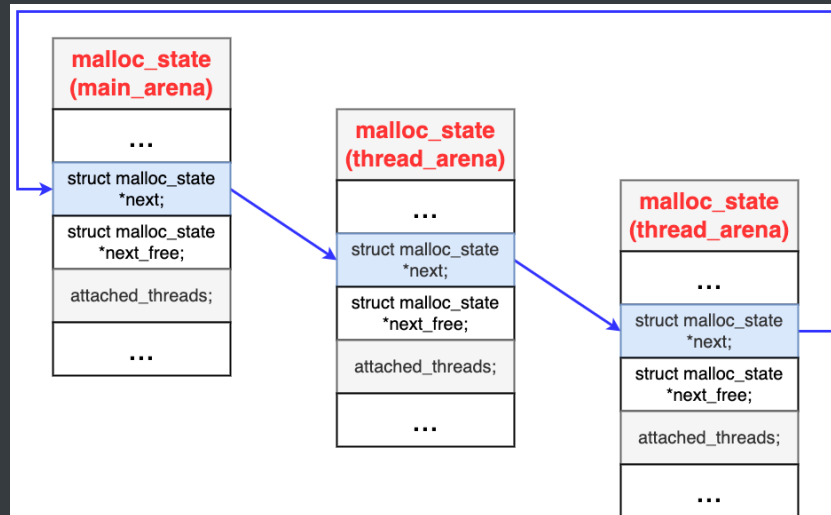 malloc_state
(main_arena)
...
struct malloc_state
*next;
struct malloc_state
*next_free;
attached_threads;
...
malloc_state
(thread_arena)
...
struct malloc_state
*next;
struct malloc_state
*next_free;
attached_threads;
...
malloc_state
(thread_arena)
...
struct malloc_state
*next;
struct malloc_state
*next_free;
attached_threads;
...